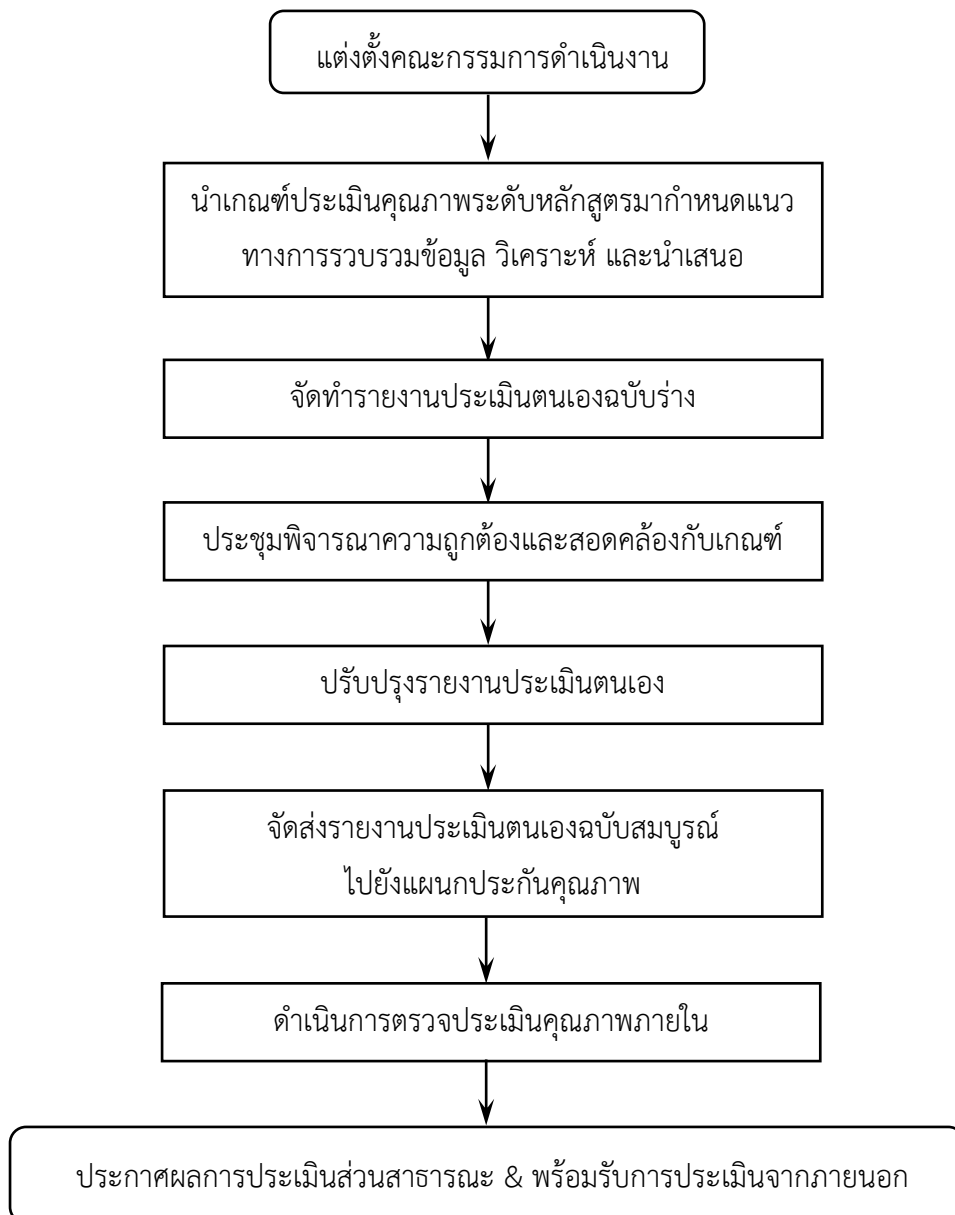 แต่งตั้งคณะกรรมการดำเนินงาน
นำเกณฑ์ประเมินคุณภาพระดับหลักสูตรมากำหนดแนว
ทางการรวบรวมข้อมูล วิเคราะห์ และนำเสนอ
จัดทำรายงานประเมินตนเองฉบับร่าง
ประชุมพิจารณาความถูกต้องและสอดคล้องกับเกณฑ์
ปรับปรุงรายงานประเมินตนเอง
จัดส่งรายงานประเมินตนเองฉบับสมบูรณ์
ไปยังแผนกประกันคุณภาพ
ดำเนินการตรวจประเมินคุณภาพภายใน
ประกาศผลการประเมินส่วนสาธารณะ & พร้อมรับการประเมินจากภายนอก